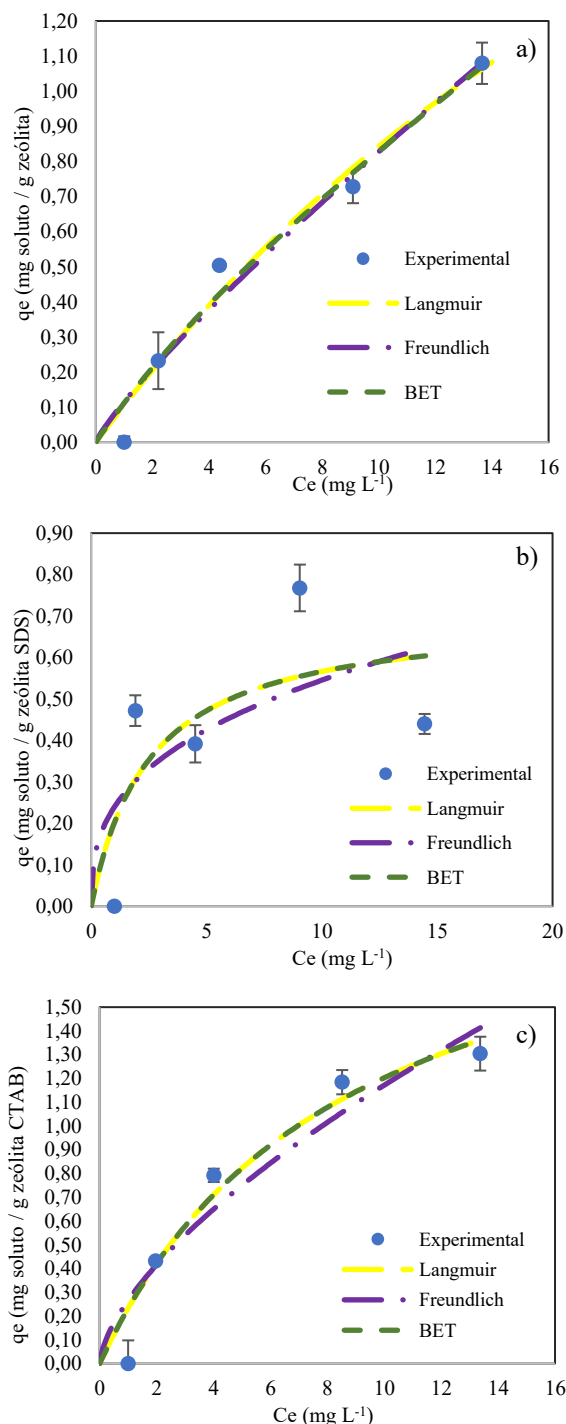 a)
qe (mg soluto / g zeólita)
1,20
1,10
1,00
0,90
0,80
0,70
0,60
0,50
0,40
0,30
0,20
0,10
0,00
Experimental
Langmuir
Freundlich
BET
0 2 4 6 8 10 12 14 16
Ce (mg L⁻¹)
b)
qe (mg soluto / g zeólita SDS)
0,90
0,80
0,70
0,60
0,50
0,40
0,30
0,20
0,10
0,00
Experimental
Langmuir
Freundlich
BET
0 5 10 15 20
Ce (mg L⁻¹)
c)
qe (mg soluto / g zeólita CTAB)
1,50
1,40
1,30
1,20
1,10
1,00
0,90
0,80
0,70
0,60
0,50
0,40
0,30
0,20
0,10
0,00
Experimental
Langmuir
Freundlich
BET
0 2 4 6 8 10 12 14 16
Ce (mg L⁻¹)